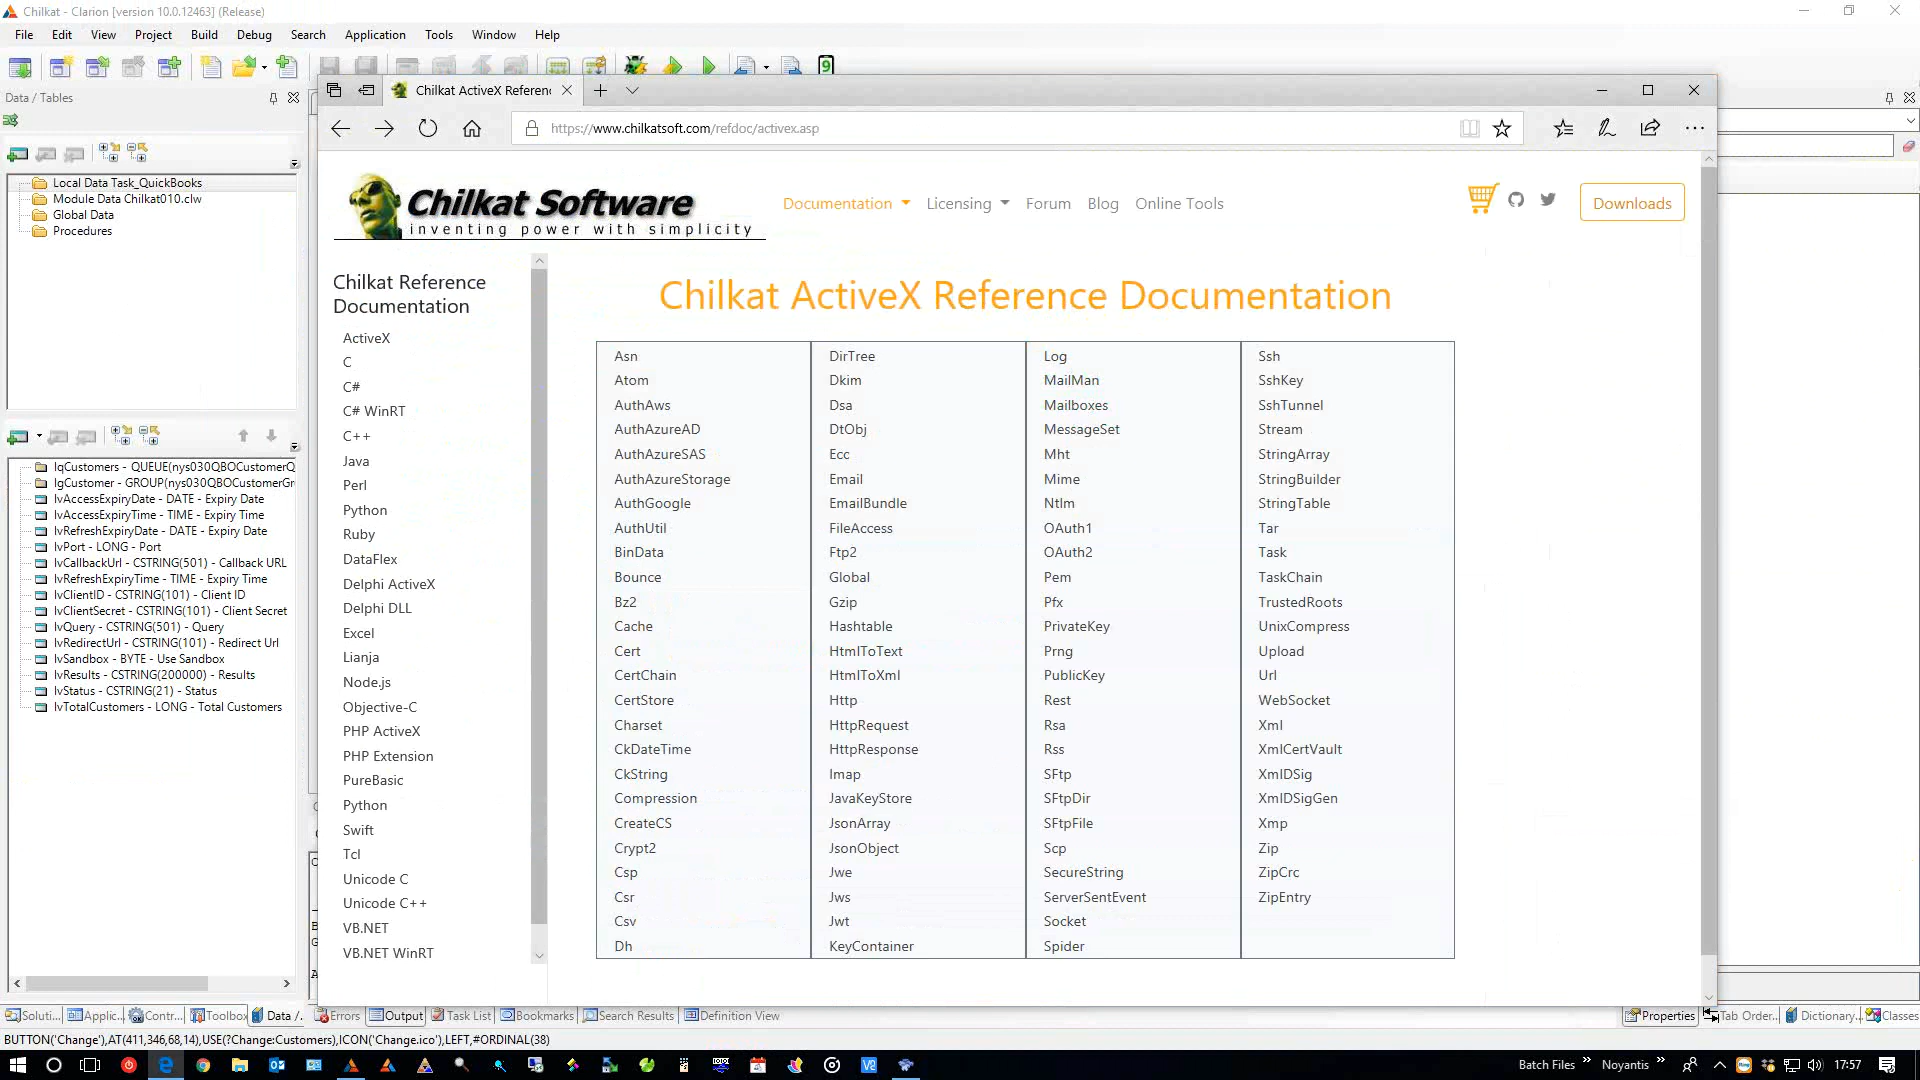 Chilkat - Clarion [version 10.0.12463] (Release)
File Edit View Project Build Debug Search Application Tools Window Help
Data / Tables
Local Data Task_QuickBooks
Module Data Chilkat010.clw
Global Data
Procedures
lqCustomers - QUEUE(nys030QBOCustomerQ
lgCustomer - GROUP(nys030QBOCustomerGr
lvAccessExpiryDate - DATE - Expiry Date
lvAccessExpiryTime - TIME - Expiry Time
lvRefreshExpiryDate - DATE - Expiry Date
lvPort - LONG - Port
lvCallbackUrl - CSTRING(501) - Callback URL
lvRefreshExpiryTime - TIME - Expiry Time
lvClientID - CSTRING(101) - Client ID
lvClientSecret - CSTRING(101) - Client Secret
lvQuery - CSTRING(501) - Query
lvRedirectUrl - CSTRING(101) - Redirect Url
lvSandbox - BYTE - Use Sandbox
lvResults - CSTRING(200000) - Results
lvStatus - CSTRING(21) - Status
lvTotalCustomers - LONG - Total Customers
Chilkat ActiveX Referen
https://www.chilkatsoft.com/refdoc/activex.asp
Chilkat Software
inventing power with simplicity
Documentation Licensing Forum Blog Online Tools Downloads
Chilkat Reference
Documentation
ActiveX
C
C#
C# WinRT
C++
Java
Perl
Python
Ruby
DataFlex
Delphi ActiveX
Delphi DLL
Excel
Lianja
Node.js
Objective-C
PHP ActiveX
PHP Extension
PureBasic
Python
Swift
Tcl
Unicode C
Unicode C++
VB.NET
VB.NET WinRT
Chilkat ActiveX Reference Documentation
Asn
Atom
AuthAws
AuthAzureAD
AuthAzureSAS
AuthAzureStorage
AuthGoogle
AuthUtil
BinData
Bounce
Bz2
Cache
Cert
CertChain
CertStore
Charset
CkDateTime
CkString
Compression
CreateCS
Crypt2
Csp
Csr
Csv
Dh
DirTree
Dkim
Dsa
DtObj
Ecc
Email
EmailBundle
FileAccess
Ftp2
Global
Gzip
Hashtable
HtmlToText
HtmlToXml
Http
HttpRequest
HttpResponse
Imap
JavaKeyStore
JsonArray
JsonObject
Jwe
Jws
Jwt
KeyContainer
Log
MailMan
Mailboxes
MessageSet
Mht
Mime
Ntlm
OAuth1
OAuth2
Pem
Pfx
PrivateKey
Prng
PublicKey
Rest
Rsa
Rss
SFtp
SFtpDir
SFtpFile
Scp
SecureString
ServerSentEvent
Socket
Spider
Ssh
SshKey
SshTunnel
Stream
StringArray
StringBuilder
StringTable
Tar
Task
TaskChain
TrustedRoots
UnixCompress
Upload
Url
WebSocket
Xml
XmlCertVault
XmlDSig
XmlDSigGen
Xmp
Zip
ZipCrc
ZipEntry
Soluti... Applic... Contr... Toolbox Data /... Errors Output Task List Bookmarks Search Results Definition View Properties Tab Order... Dictionary... Classes
BUTTON('Change'),AT(411,346,68,14),USE(?Change:Customers),ICON('Change.ico'),LEFT,#ORDINAL(38)
Batch Files Noyantis 17:57